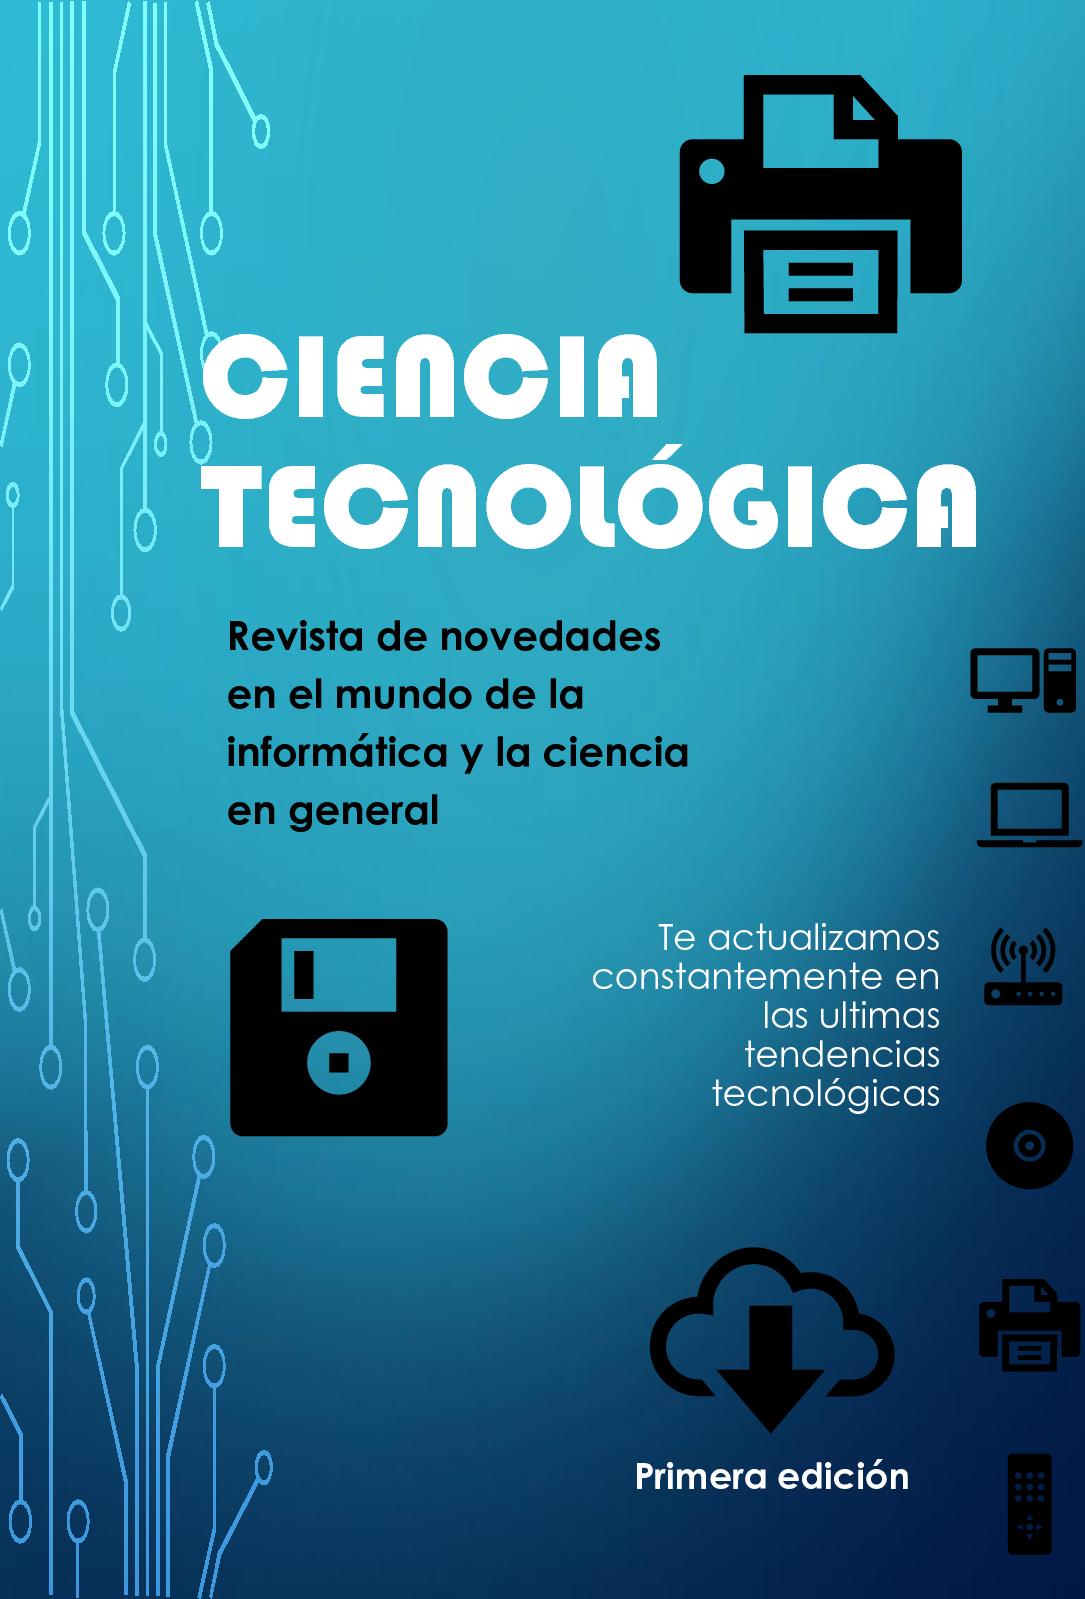 CIENCIA
TECNOLÓGICA
Revista de novedades
en el mundo de la
informática y la ciencia
en general
Te actualizamos
constantemente en
las ultimas
tendencias
tecnológicas
Primera edición